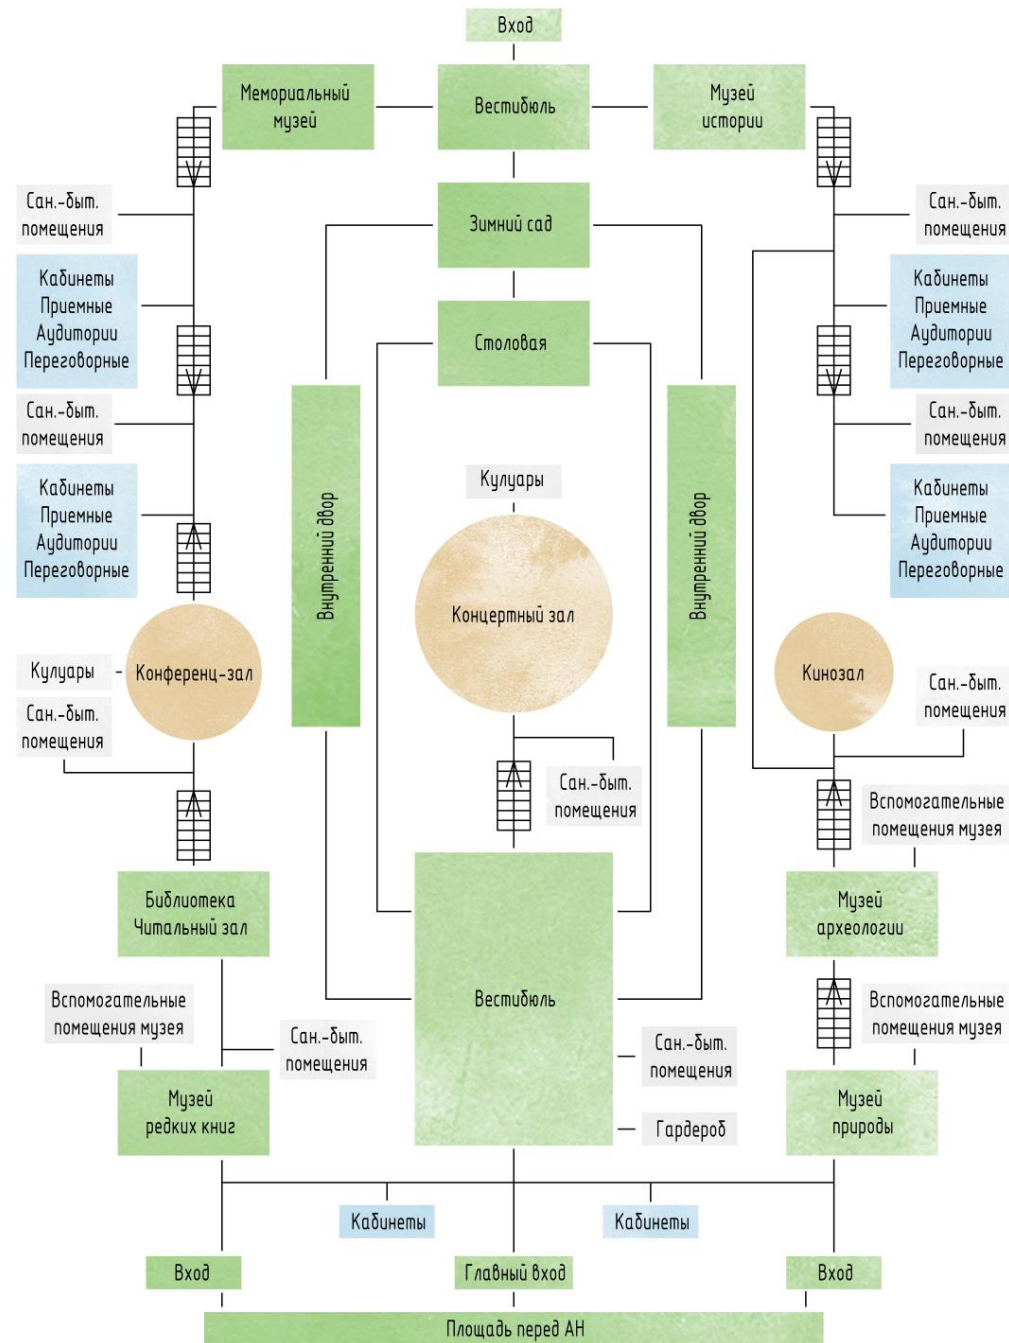 Вход
Мемориальный
музей
Вестибюль
Музей
истории
Сан.-быт.
помещения
Зимний сад
Сан.-быт.
помещения
Кабинеты
Приемные
Аудитории
Переговорные
Столовая
Кабинеты
Приемные
Аудитории
Переговорные
Сан.-быт.
помещения
Сан.-быт.
помещения
Кабинеты
Приемные
Аудитории
Переговорные
Внутренний двор
Кулуары
Концертный зал
Внутренний двор
Кабинеты
Приемные
Аудитории
Переговорные
Кулуары
Конференц-зал
Кинозал
Сан.-быт.
помещения
Сан.-быт.
помещения
Сан.-быт.
помещения
Вспомогательные
помещения музея
Библиотека
Читальный зал
Музей
археологии
Вестибюль
Вспомогательные
помещения музея
Вспомогательные
помещения музея
Сан.-быт.
помещения
Сан.-быт.
помещения
Музей
редких книг
Гардероб
Музей
природы
Кабинеты
Кабинеты
Вход
Главный вход
Вход
Площадь перед АН